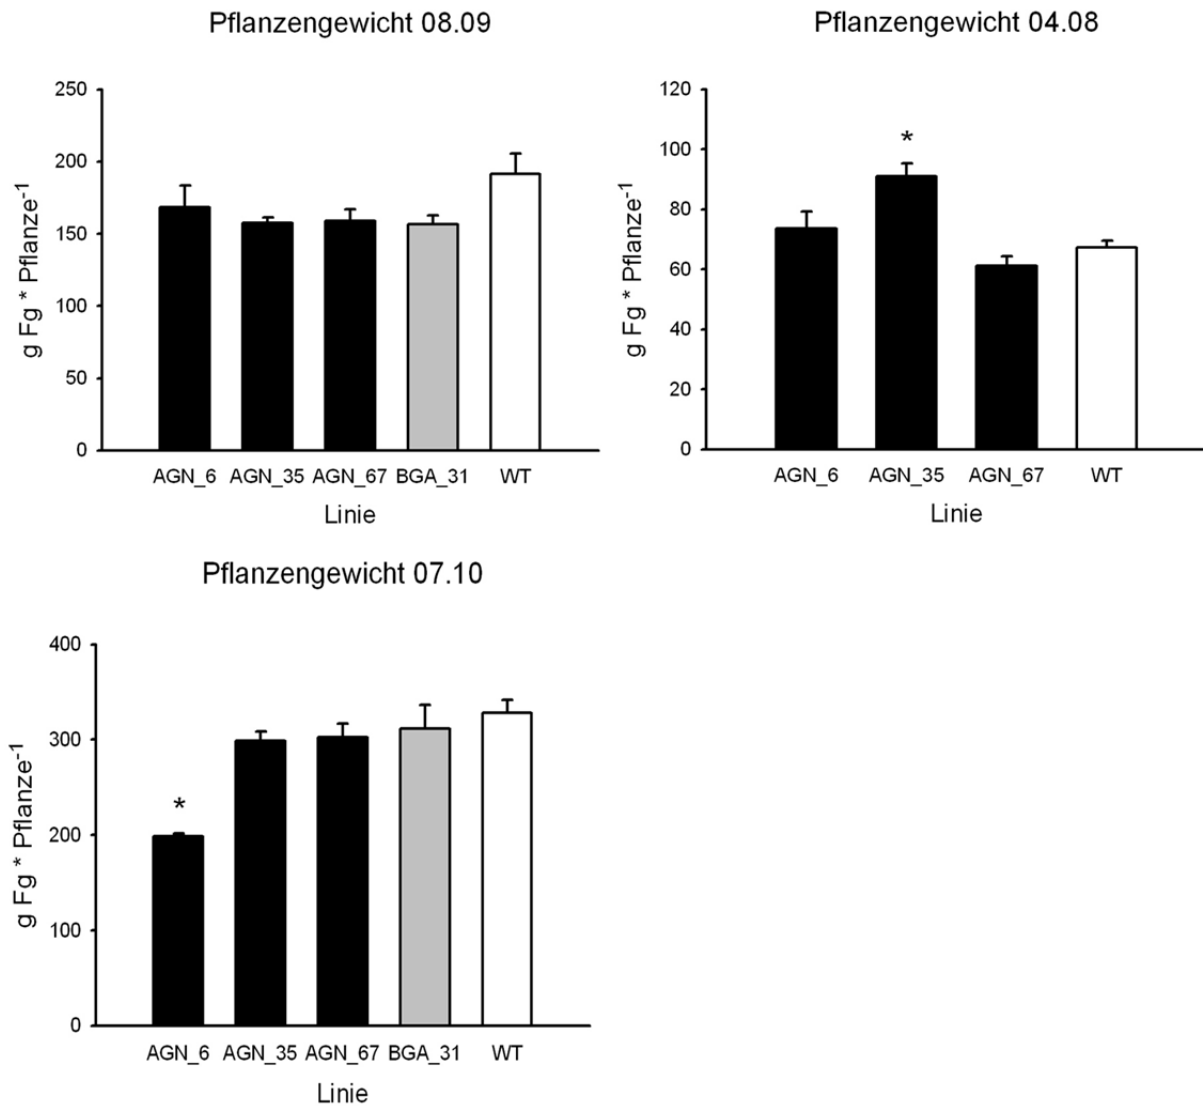 Pflanzengewicht 08.09
250
200
150
100
50
0
g Fg * Pflanze-1
AGN_6 AGN_35 AGN_67 BGA_31 WT
Linie
Pflanzengewicht 04.08
120
100
80
60
40
20
0
g Fg * Pflanze-1
*
AGN_6 AGN_35 AGN_67 WT
Linie
Pflanzengewicht 07.10
400
300
200
100
0
g Fg * Pflanze-1
*
AGN_6 AGN_35 AGN_67 BGA_31 WT
Linie